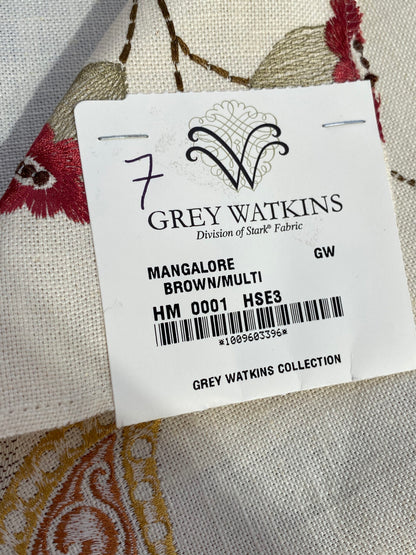 7
GREY WATKINS
Division of Stark® Fabric
MANGALORE GW
BROWN/MULTI
HM 0001 HSE3
*1009603396*
GREY WATKINS COLLECTION